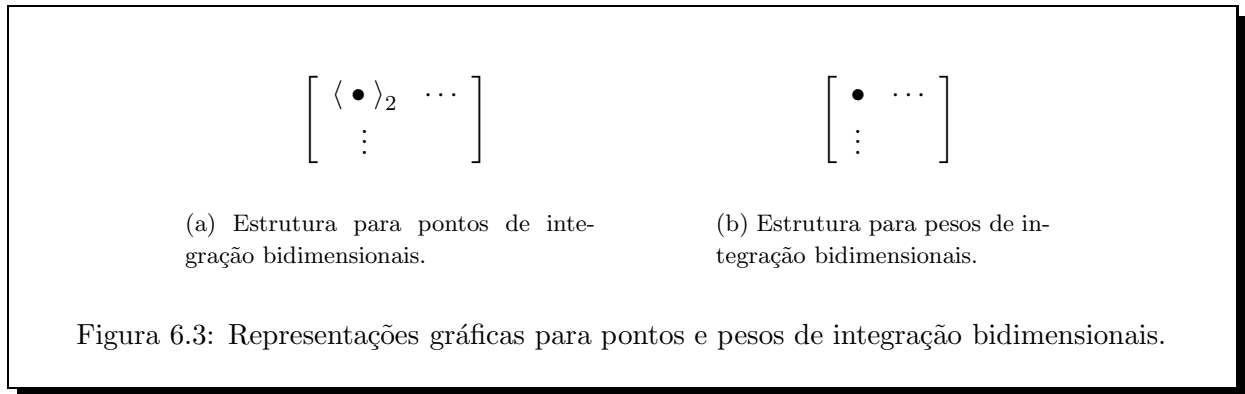 ⟨ • ⟩₂ ⋯
⋮
• ⋯
⋮
(a) Estrutura para pontos de inte-
gração bidimensionais.
(b) Estrutura para pesos de in-
tegração bidimensionais.
Figura 6.3: Representações gráficas para pontos e pesos de integração bidimensionais.